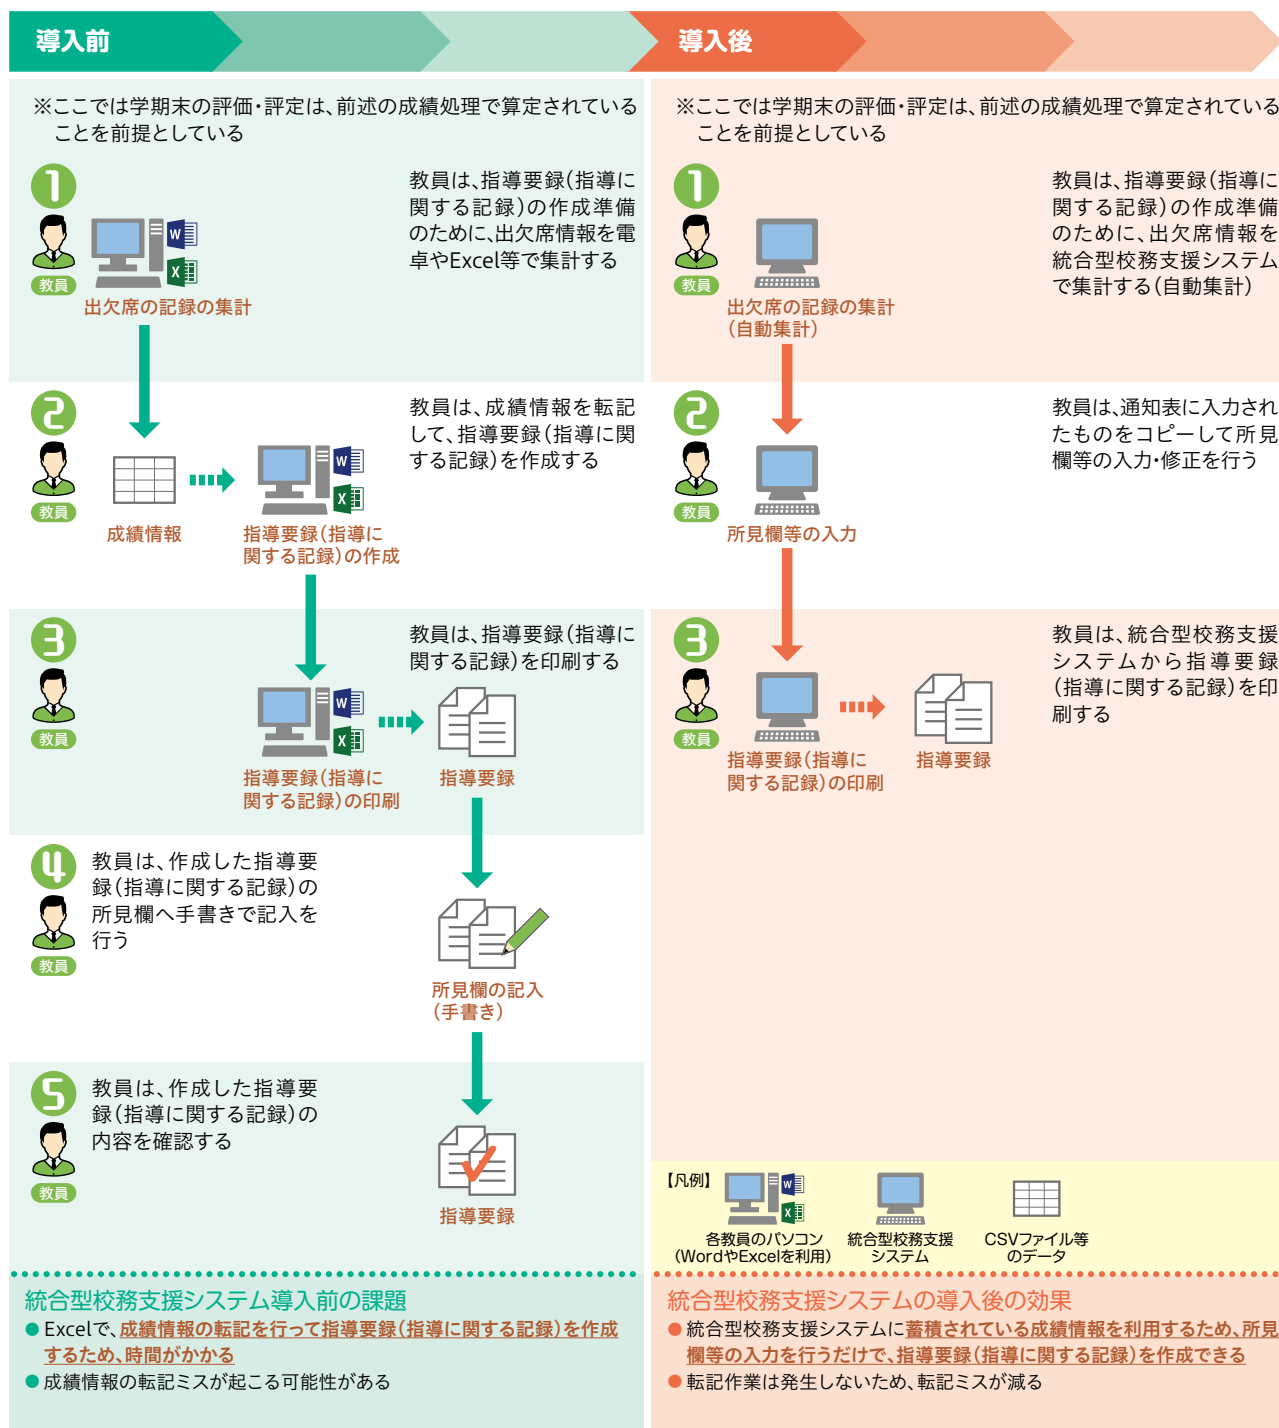 導入前
※ここでは学期末の評価・評定は、前述の成績処理で算定されている
ことを前提としている
1
教員
出欠席の記録の集計
教員は、指導要録(指導に
関する記録)の作成準備
のために、出欠席情報を電
卓やExcel等で集計する
2
教員
成績情報
指導要録(指導に
関する記録)の作成
教員は、成績情報を転記
して、指導要録(指導に関
する記録)を作成する
3
教員
指導要録(指導に
関する記録)の印刷
指導要録
教員は、指導要録(指導に
関する記録)を印刷する
4
教員
教員は、作成した指導要
録(指導に関する記録)の
所見欄へ手書きで記入を
行う
所見欄の記入
(手書き)
5
教員
教員は、作成した指導要
録(指導に関する記録)の
内容を確認する
指導要録
統合型校務支援システム導入前の課題
● Excelで、成績情報の転記を行って指導要録(指導に関する記録)を作成
するため、時間がかかる
● 成績情報の転記ミスが起こる可能性がある
導入後
※ここでは学期末の評価・評定は、前述の成績処理で算定されている
ことを前提としている
1
教員
出欠席の記録の集計
(自動集計)
教員は、指導要録(指導に
関する記録)の作成準備
のために、出欠席情報を
統合型校務支援システム
で集計する(自動集計)
2
教員
所見欄等の入力
教員は、通知表に入力され
たものをコピーして所見
欄等の入力・修正を行う
3
教員
指導要録(指導に
関する記録)の印刷
指導要録
教員は、統合型校務支援
システムから指導要録
(指導に関する記録)を印
刷する
【凡例】
各教員のパソコン
(WordやExcelを利用)
統合型校務支援
システム
CSVファイル等
のデータ
統合型校務支援システムの導入後の効果
● 統合型校務支援システムに蓄積されている成績情報を利用するため、所見
欄等の入力を行うだけで、指導要録(指導に関する記録)を作成できる
● 転記作業は発生しないため、転記ミスが減る